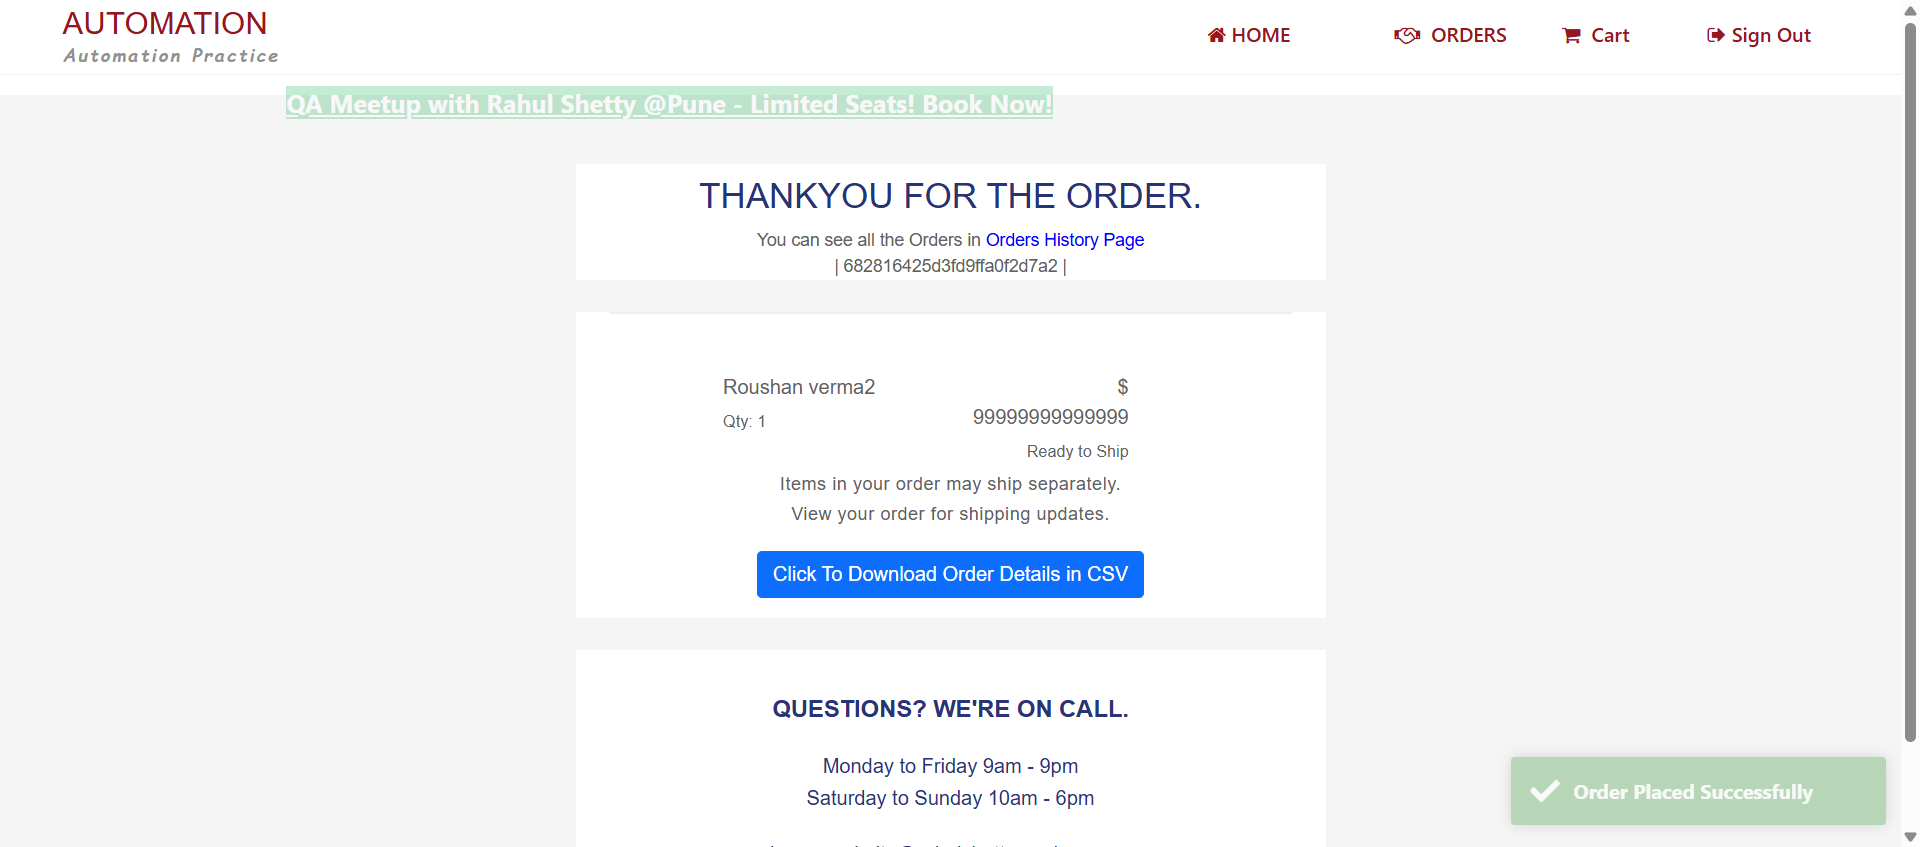 AUTOMATION
Automation Practice
HOME
ORDERS
Cart
Sign Out
QA Meetup with Rahul Shetty @Pune - Limited Seats! Book Now!
THANKYOU FOR THE ORDER.
You can see all the Orders in Orders History Page
| 682816425d3fd9ffa0f2d7a2 |
Roushan verma2
Qty: 1
$
99999999999999
Ready to Ship
Items in your order may ship separately.
View your order for shipping updates.
Click To Download Order Details in CSV
QUESTIONS? WE'RE ON CALL.
Monday to Friday 9am - 9pm
Saturday to Sunday 10am - 6pm
Order Placed Successfully